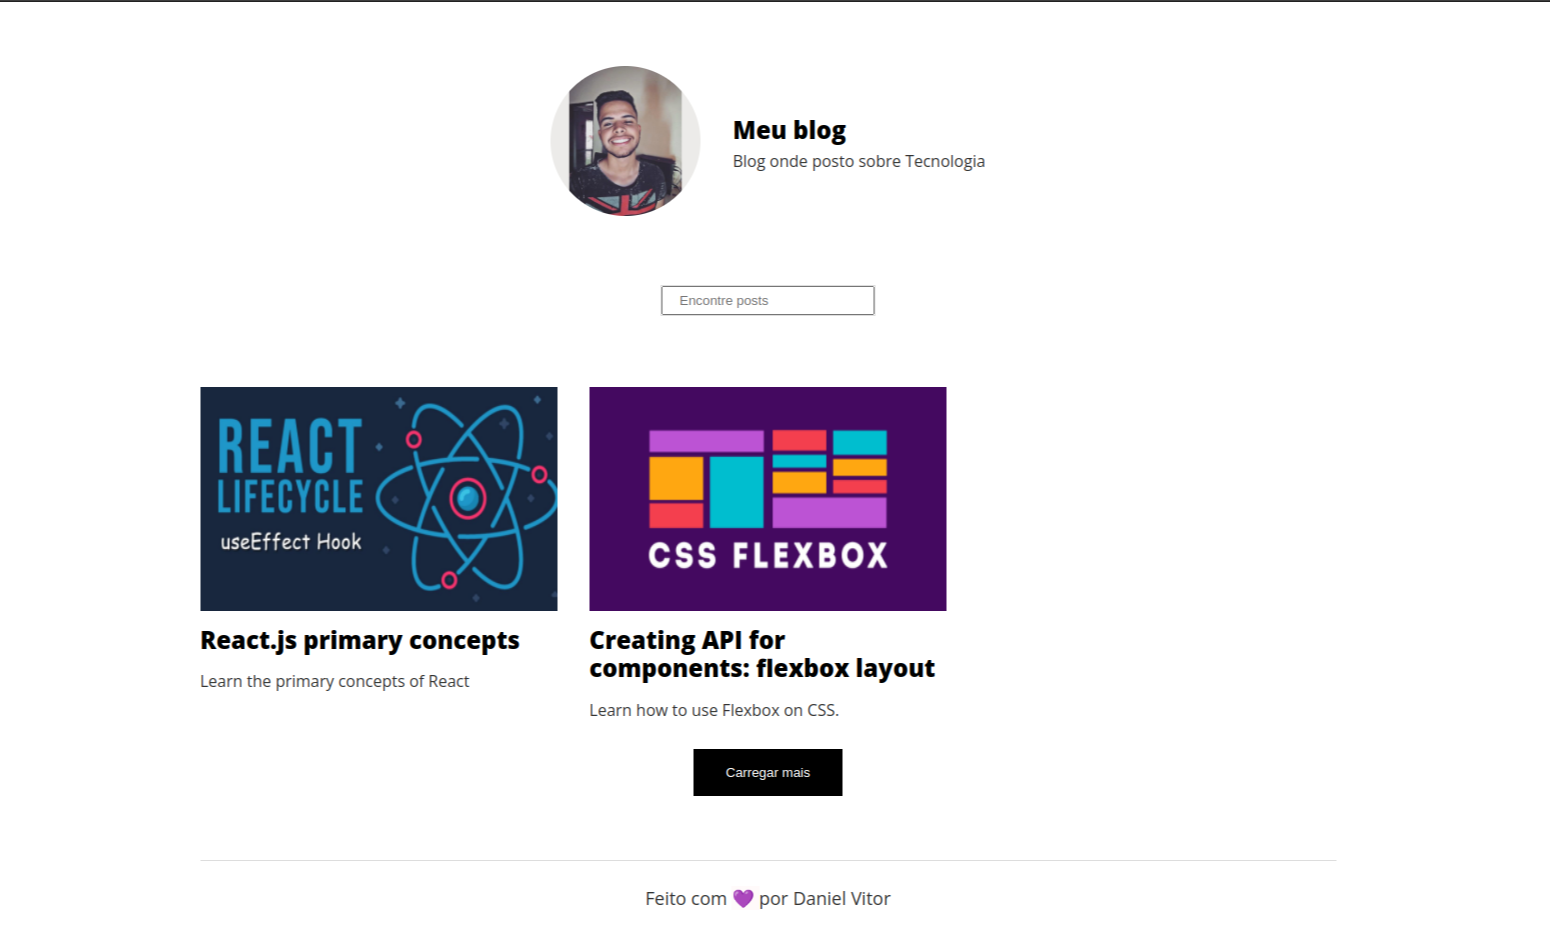 Meu blog
Blog onde posto sobre Tecnologia
Encontre posts
REACT
LIFECYCLE
useEffect Hook
CSS FLEXBOX
React.js primary concepts
Learn the primary concepts of React
Creating API for
components: flexbox layout
Learn how to use Flexbox on CSS.
Carregar mais
Feito com 💜 por Daniel Vitor